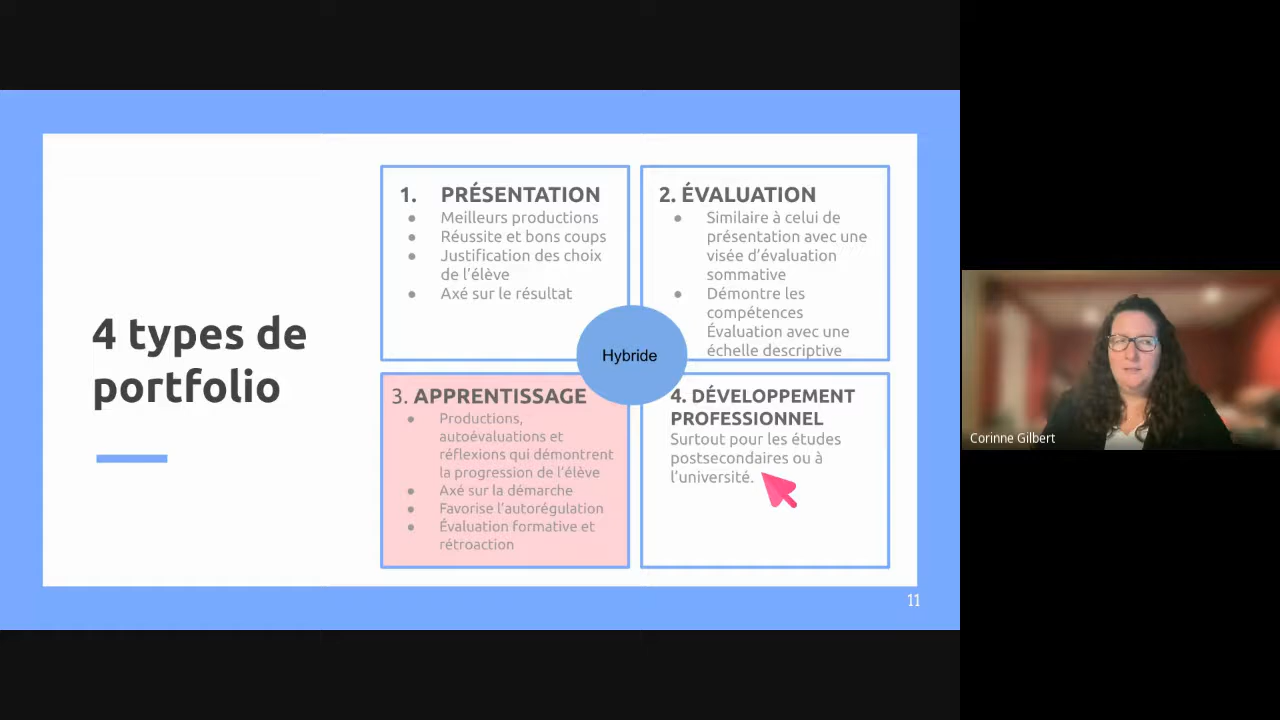 4 types de
portfolio
1. PRÉSENTATION
● Meilleurs productions
● Réussite et bons coups
● Justification des choix
de l'élève
● Axé sur le résultat
2. ÉVALUATION
● Similaire à celui de
présentation avec une
visée d'évaluation
sommative
● Démontre les
compétences
Évaluation avec une
échelle descriptive
Hybride
3. APPRENTISSAGE
● Productions,
autoévaluations et
réflexions qui démontrent
la progression de l'élève
● Axé sur la démarche
● Favorise l'autorégulation
● Évaluation formative et
rétroaction
4. DÉVELOPPEMENT
PROFESSIONNEL
Surtout pour les études
postsecondaires ou à
l'université.
11
Corinne Gilbert